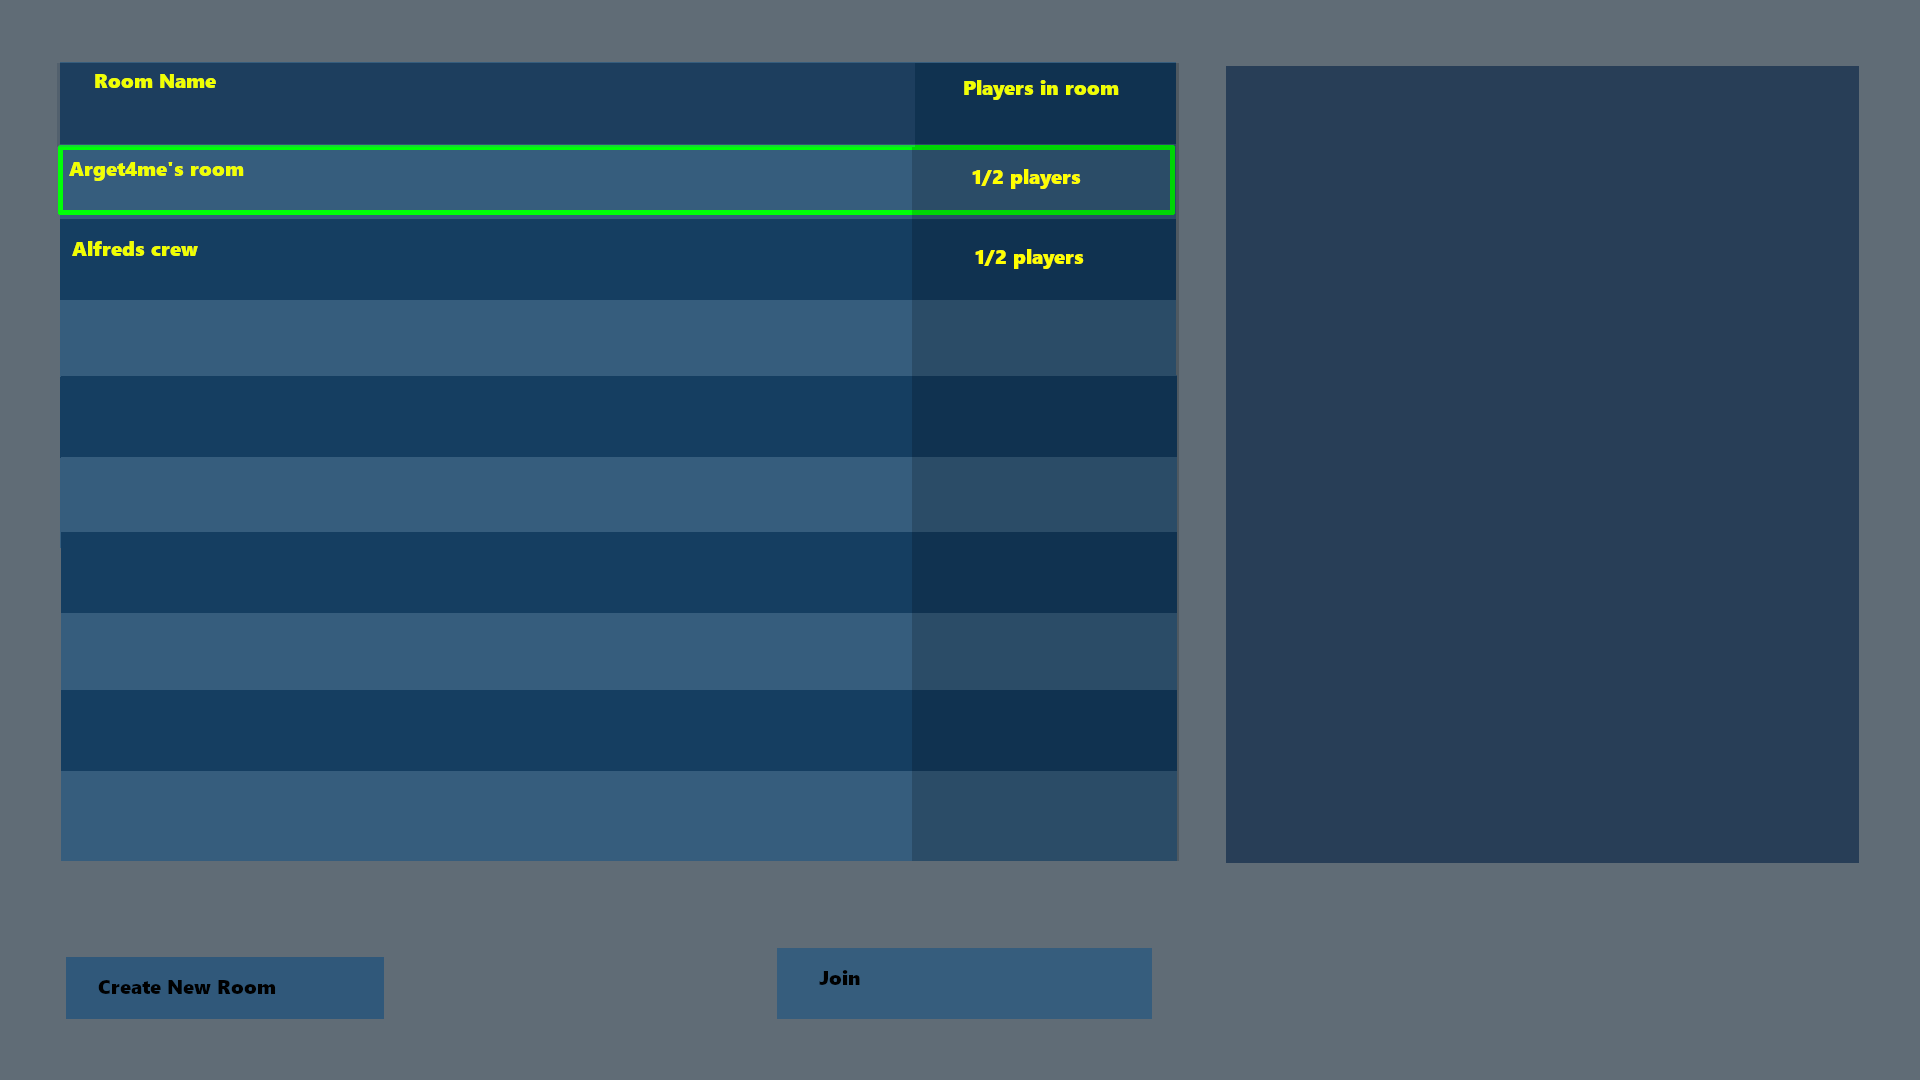 Room Name
Players in room
Arget4me's room
1/2 players
Alfreds crew
1/2 players
Create New Room
Join